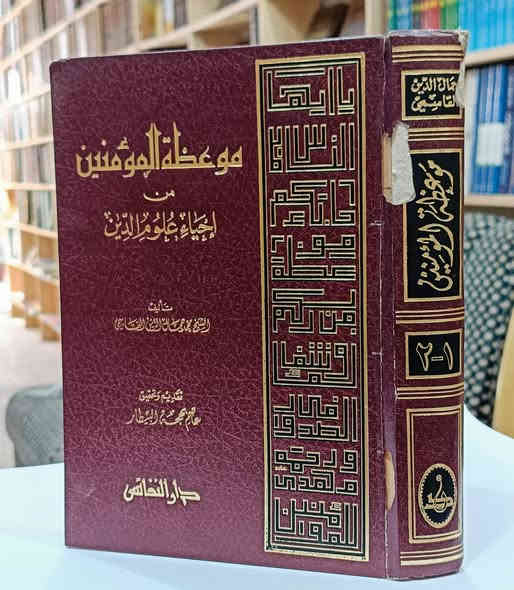 موعظة المؤمنين
من
إحياء علوم الدين
تأليف
الشيخ محمد جمال الدين القاسمي
تقديم وتحقيق
عاصم بهجة البيطار
دار النفائس
يا أيها
الناس قد
جاءتكم
موعظة
من ربكم
وشفاء لما
في
الصدور
وهدى
ورحمة
للمؤمنين
جمال الدين
القاسمي
موعظة المؤمنين